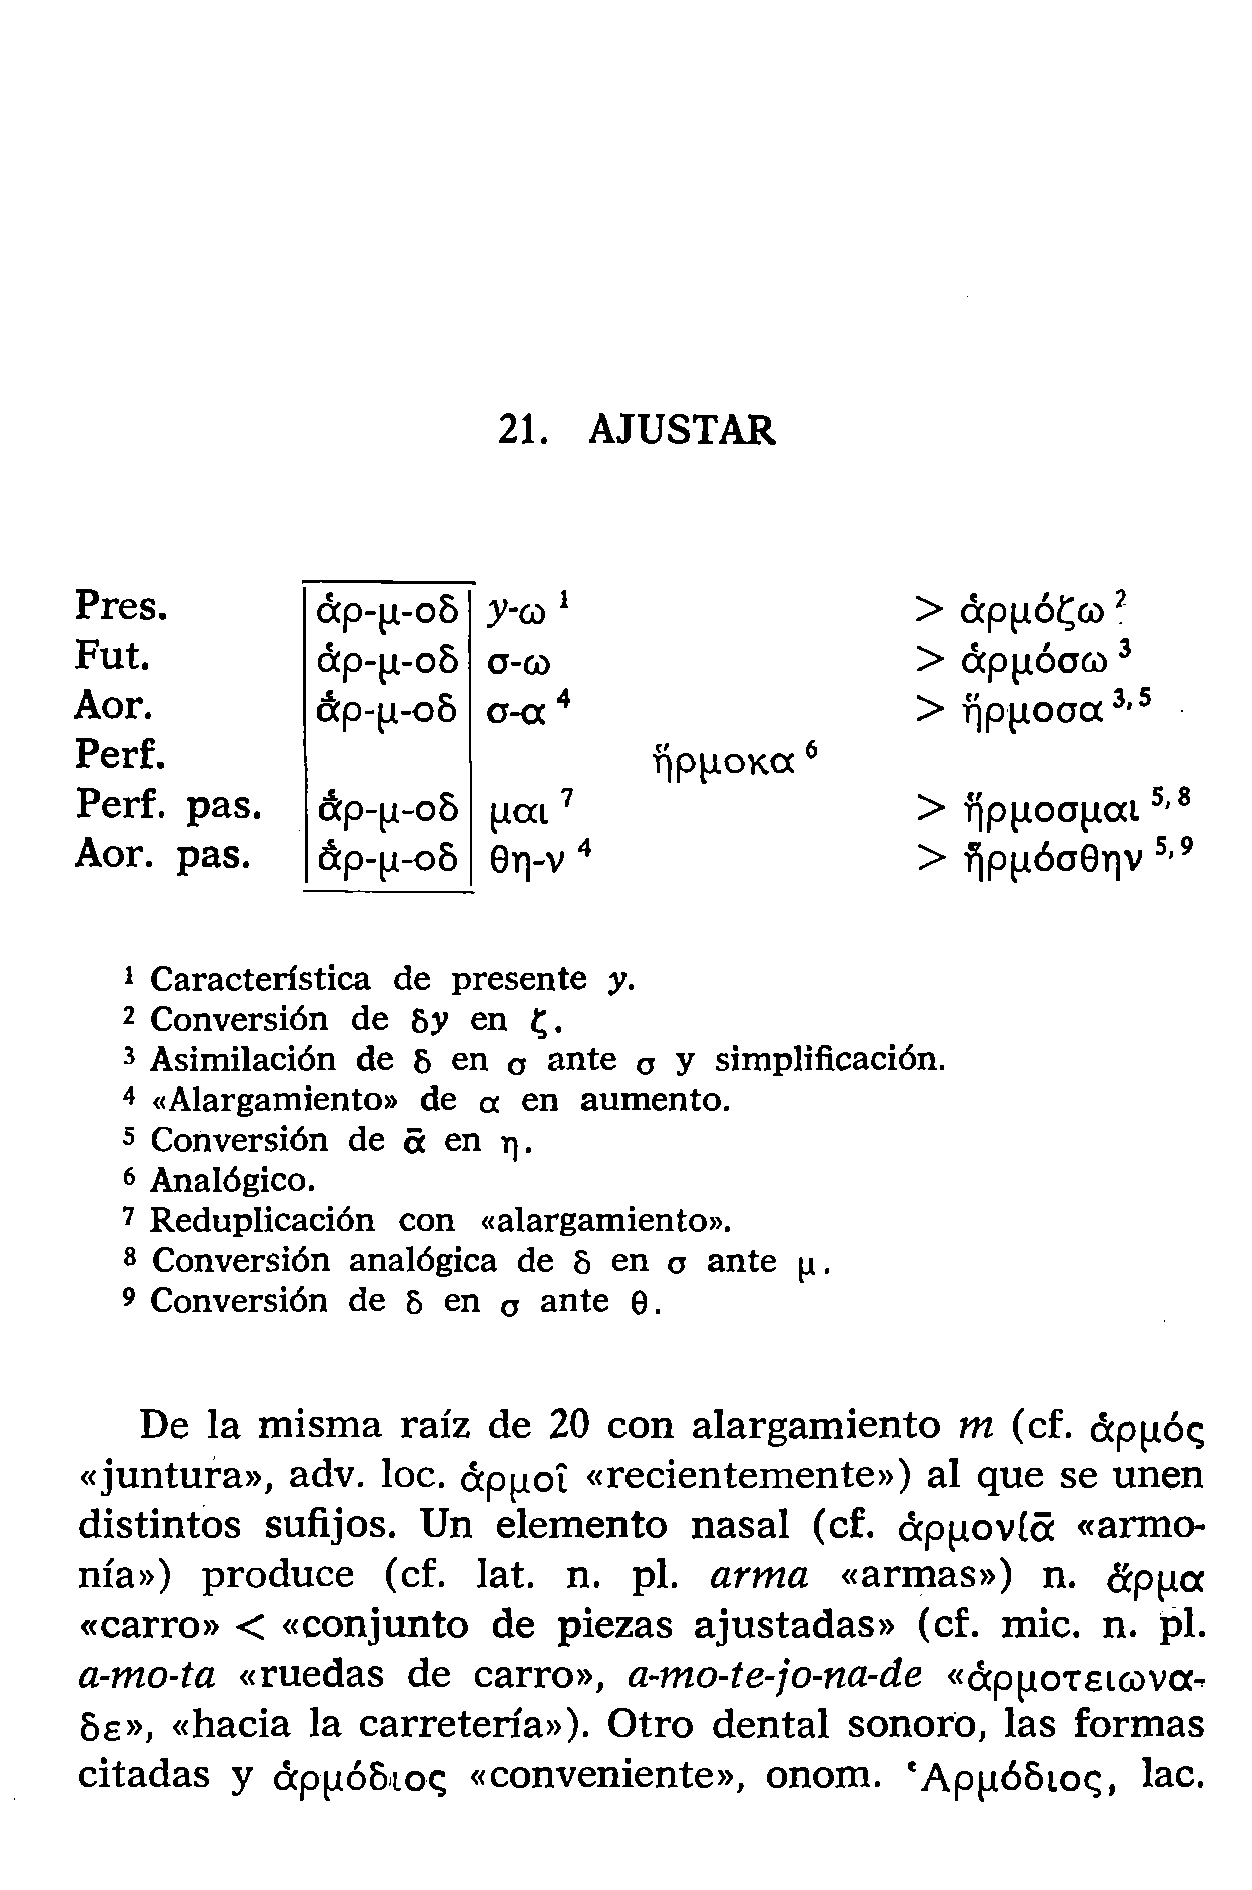 21. AJUSTAR
Pres. ἁρ-μ-οδ y-ω ¹ > ἁρμόζω ²
Fut. ἁρ-μ-οδ σ-ω > ἁρμόσω ³
Aor. ᾱ̔ρ-μ-οδ σ-α ⁴ > ἥρμοσα ³,⁵
Perf. ἥρμοκα ⁶
Perf. pas. ᾱ̔ρ-μ-οδ μαι ⁷ > ἥρμοσμαι ⁵,⁸
Aor. pas. ᾱ̔ρ-μ-οδ θη-ν ⁴ > ἡρμόσθην ⁵,⁹
¹ Característica de presente y.
² Conversión de δy en ζ.
³ Asimilación de δ en σ ante σ y simplificación.
⁴ «Alargamiento» de α en aumento.
⁵ Conversión de ᾱ en η.
⁶ Analógico.
⁷ Reduplicación con «alargamiento».
⁸ Conversión analógica de δ en σ ante μ.
⁹ Conversión de δ en σ ante θ.
De la misma raíz de 20 con alargamiento m (cf. ἁρμός
«juntura», adv. loc. ἁρμοῖ «recientemente») al que se unen
distintos sufijos. Un elemento nasal (cf. ἁρμονίᾱ «armo-
nía») produce (cf. lat. n. pl. arma «armas») n. ἅρμα
«carro» < «conjunto de piezas ajustadas» (cf. mic. n. pl.
a-mo-ta «ruedas de carro», a-mo-te-jo-na-de «ἁρμοτειωνα-
δε», «hacia la carretería»). Otro dental sonoro, las formas
citadas y ἁρμόδιος «conveniente», onom. Ἁρμόδιος, lac.